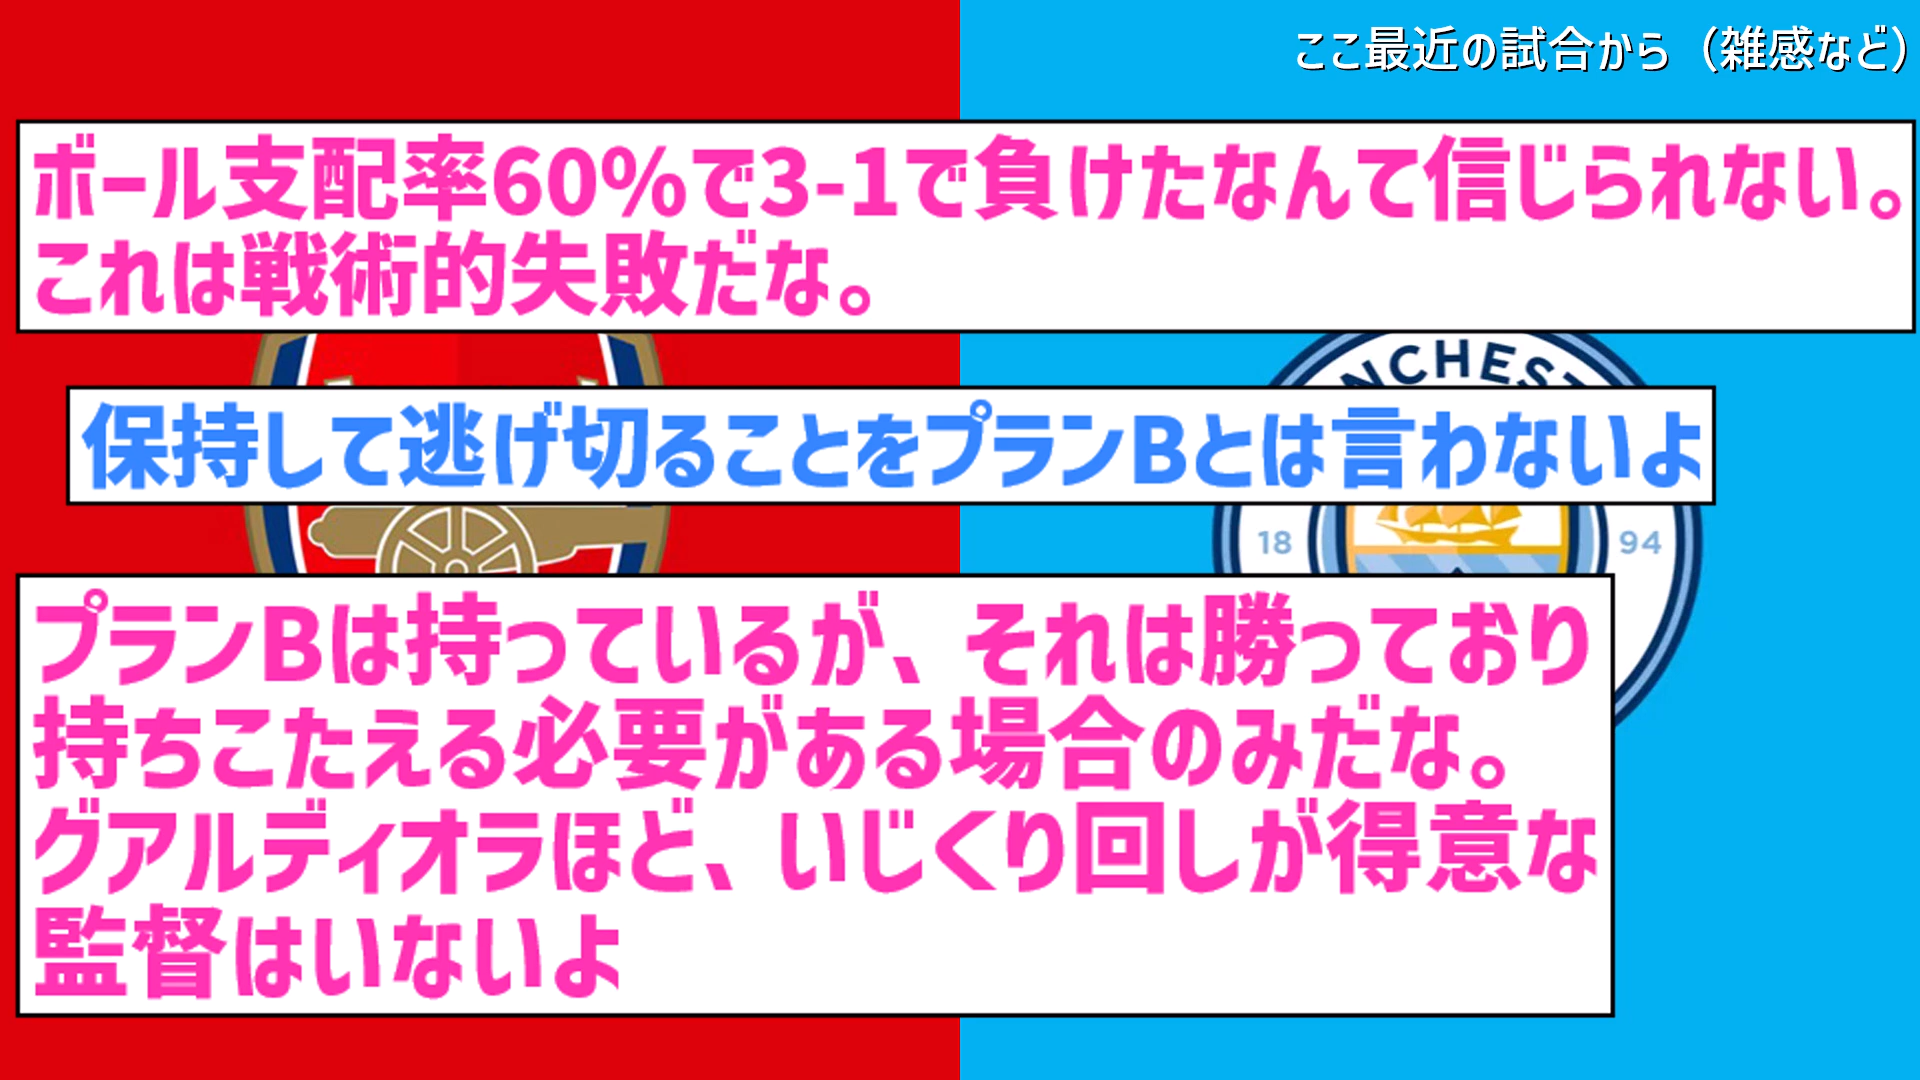 ここ最近の試合から（雑感など）
ボール支配率60%で3-1で負けたなんて信じられない。
これは戦術的失敗だな。
NCHEST
保持して逃げ切ることをプランBとは言わないよ
18 94
プランBは持っているが、それは勝っており
持ちこたえる必要がある場合のみだな。
グアルディオラほど、いじくり回しが得意な
監督はいないよ